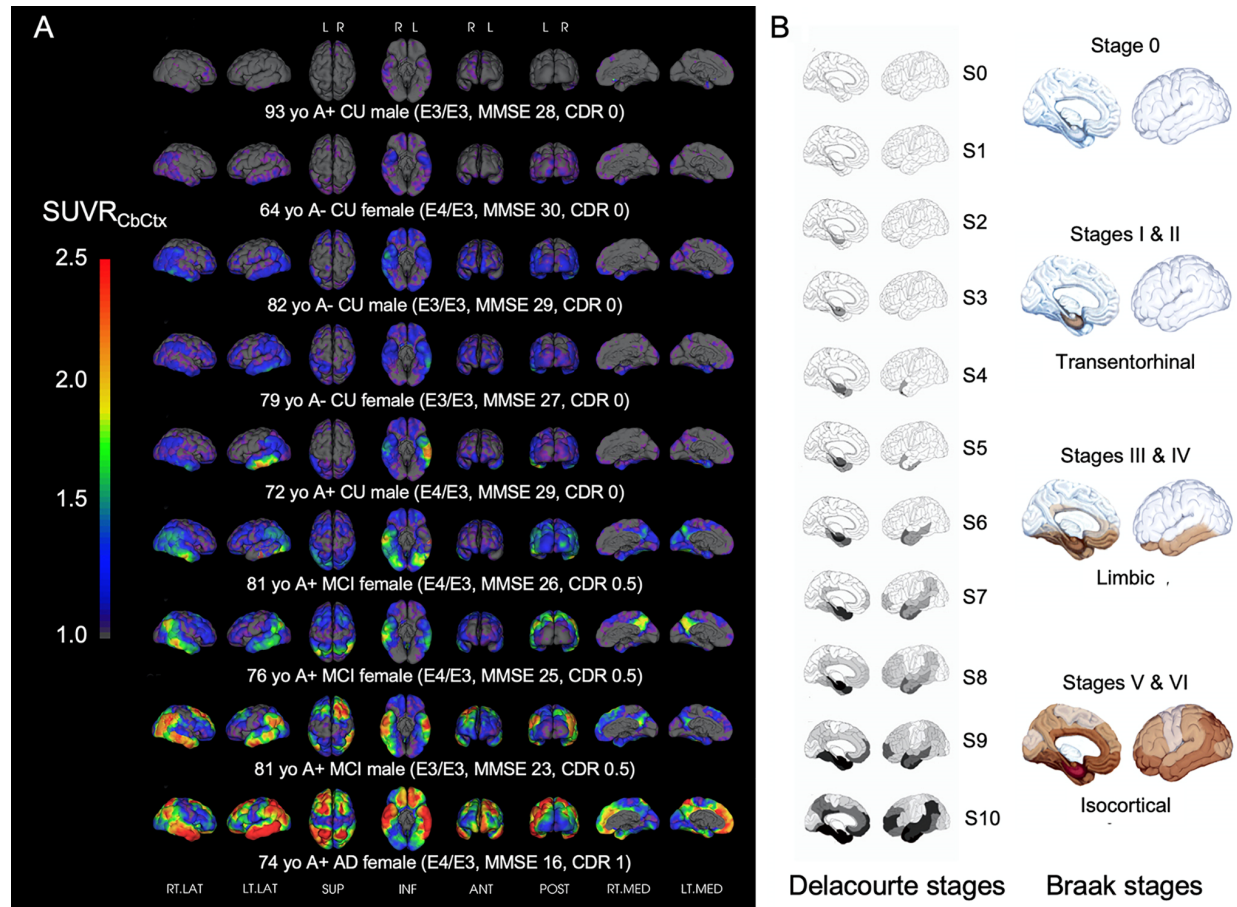 A
L R
R L
R L
L R
93 yo A+ CU male (E3/E3, MMSE 28, CDR 0)
64 yo A- CU female (E4/E3, MMSE 30, CDR 0)
82 yo A- CU male (E3/E3, MMSE 29, CDR 0)
79 yo A- CU female (E3/E3, MMSE 27, CDR 0)
72 yo A+ CU male (E4/E3, MMSE 29, CDR 0)
81 yo A+ MCI female (E4/E3, MMSE 26, CDR 0.5)
76 yo A+ MCI female (E4/E3, MMSE 25, CDR 0.5)
81 yo A+ MCI male (E3/E3, MMSE 23, CDR 0.5)
74 yo A+ AD female (E4/E3, MMSE 16, CDR 1)
RT.LAT LT.LAT SUP INF ANT POST RT.MED LT.MED
SUVRCbCtx
2.5
2.0
1.5
1.0
B
S0
S1
S2
S3
S4
S5
S6
S7
S8
S9
S10
Delacourte stages
Stage 0
Stages I & II
Transentorhinal
Stages III & IV
Limbic ,
Stages V & VI
Isocortical
Braak stages